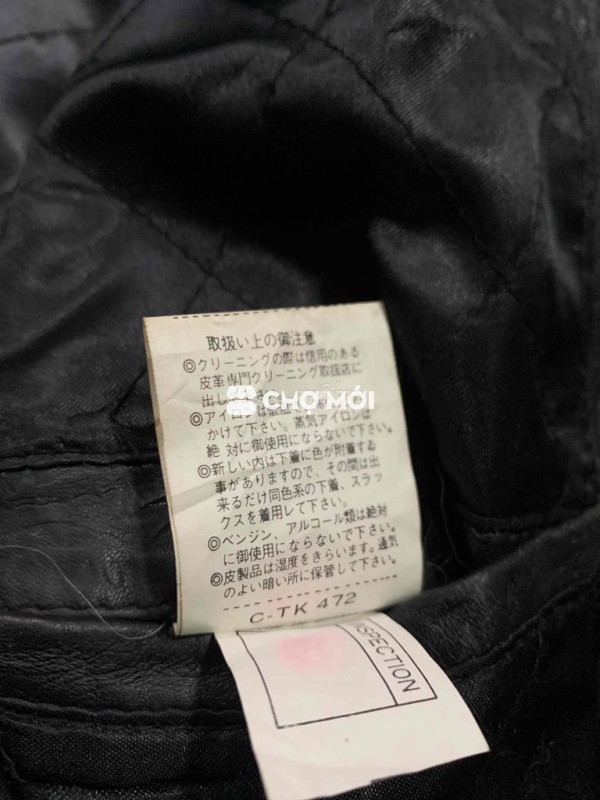 取扱い上の御注意
◎クリーニングの際は信用のある
皮革専門クリーニング取扱店に
出し
CHỢ MỚI
◎アイロンは
かけて下さい。蒸気アイロンは
絶対に御使用にならないで下さい。
◎新しい内は下着に色が附着する
事がありますので、その間は出
来るだけ同色系の下着、スラッ
クスを着用して下さい。
◎ベンジン、アルコール類は絶対
に御使用にならないで下さい。
◎皮製品は湿度をきらいます。通気
のよい暗い所に保管して下さい。
C-TK 472
SPECTION